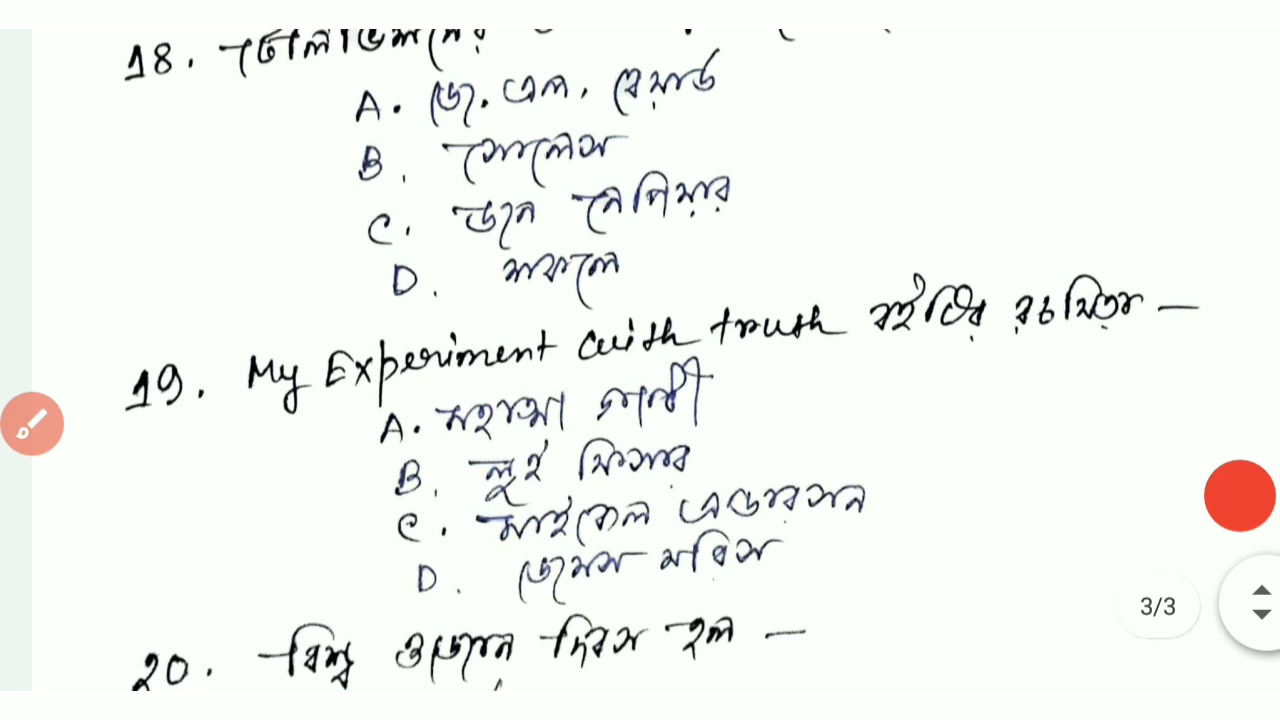 18. টেলিভিশনের
A. জে. এল. বেয়ার্ড
B. সোলেস
C. জন নেপিয়ার
D.
19. My Experiment with truth বইটির রচয়িতা —
A. মহাত্মা গান্ধী
B. লুই ফিসার
C. মাইকেল এন্ডারসন
D. জেমস মরিস
20. বিশ্ব ওজোন দিবস হল —
3/3